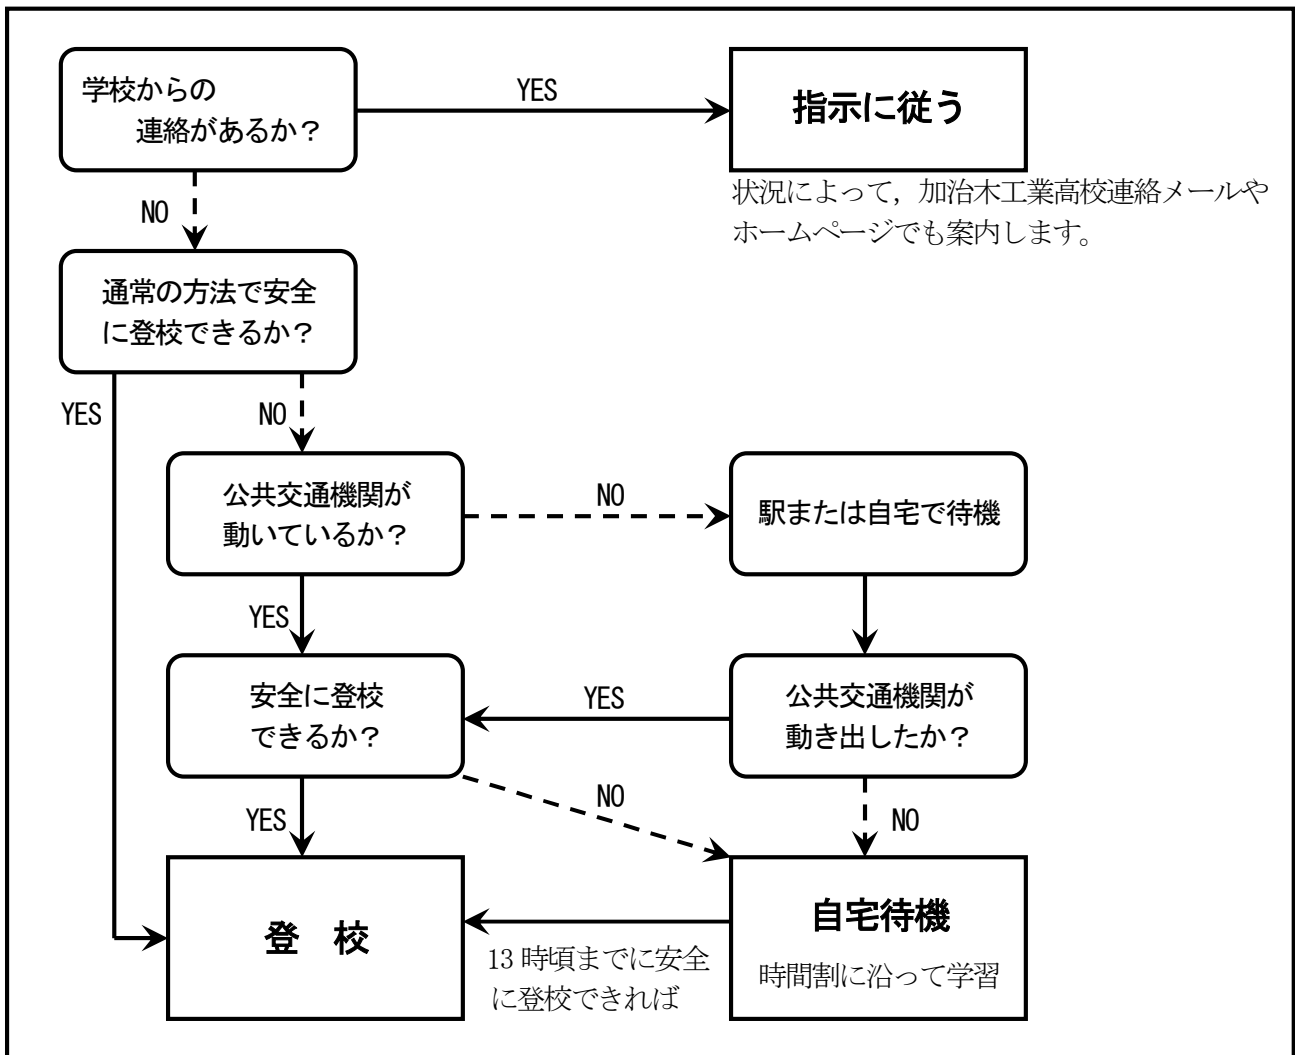 学校からの
連絡があるか？
YES
指示に従う
状況によって，加治木工業高校連絡メールや
ホームページでも案内します。
NO
通常の方法で安全
に登校できるか？
YES
NO
公共交通機関が
動いているか？
NO
駅または自宅で待機
YES
安全に登校
できるか？
YES
公共交通機関が
動き出したか？
YES
NO
NO
登　校
13 時頃までに安全
に登校できれば
自宅待機
時間割に沿って学習